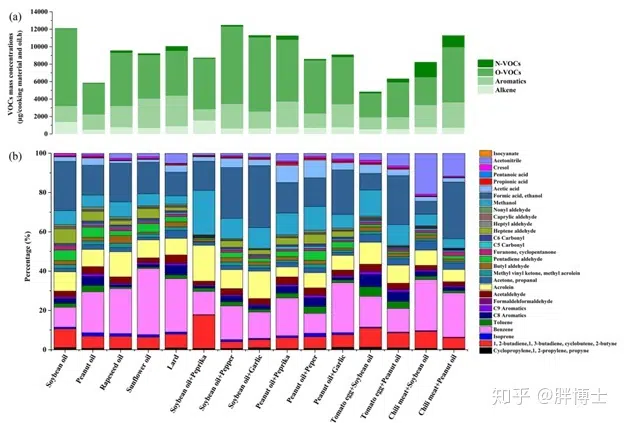 (a)
VOCs mass concentrations
(μg/cooking material and oil.h)
14000
12000
10000
8000
6000
4000
2000
0
N-VOCs
O-VOCs
Aromatics
Alkene
(b)
Percentage (%)
100
80
60
40
20
0
Isocyanate
Acetonitrile
Cresol
Pentanoic acid
Propionic acid
Acetic acid
Formic acid, ethanol
Methanol
Nonyl aldehyde
Caprylic aldehyde
Heptyl aldehyde
Heptene aldehyde
C6 Carbonyl
C5 Carbonyl
Furanone, cyclopentanone
Pentadiene aldehyde
Butyl aldehyde
Methyl vinyl ketone, methyl acrolein
Acetone, propanal
Acrolein
Acetaldehyde
Formaldehformaldehyde
C9 Aromatics
C8 Aromatics
Toluene
Benzene
Isoprene
1, 2-butadiene,1, 3-butadiene, cyclobutene, 2-butyne
Cyclopropylene,1, 2-propylene, propyne
Soybean oil
Peanut oil
Rapeseed oil
Sunflower oil
Lard
Soybean oil+Peprika
Soybean oil+Pepper
Soybean oil+Garlic
Peanut oil+Peprika
Peanut oil+Peper
Peanut oil+Garlic
Tomato egg+Soybean oil
Tomato egg+Peanut oil
Chili meat+Soybean oil
Chili meat+Peanut oil
知乎 @胖博士